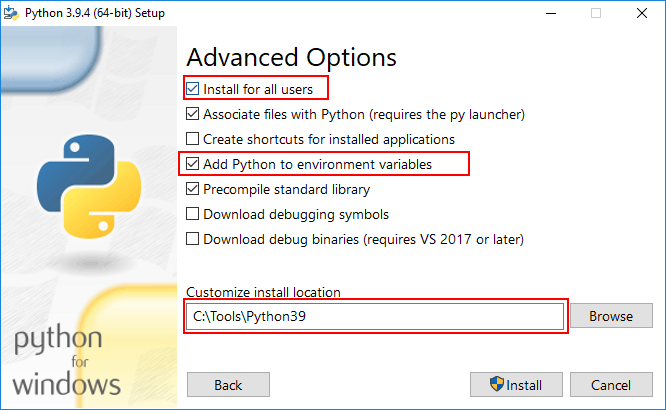 Python 3.9.4 (64-bit) Setup
Advanced Options
Install for all users
Associate files with Python (requires the py launcher)
Create shortcuts for installed applications
Add Python to environment variables
Precompile standard library
Download debugging symbols
Download debug binaries (requires VS 2017 or later)
Customize install location
C:\Tools\Python39
Browse
python
for
windows
Back
Install
Cancel